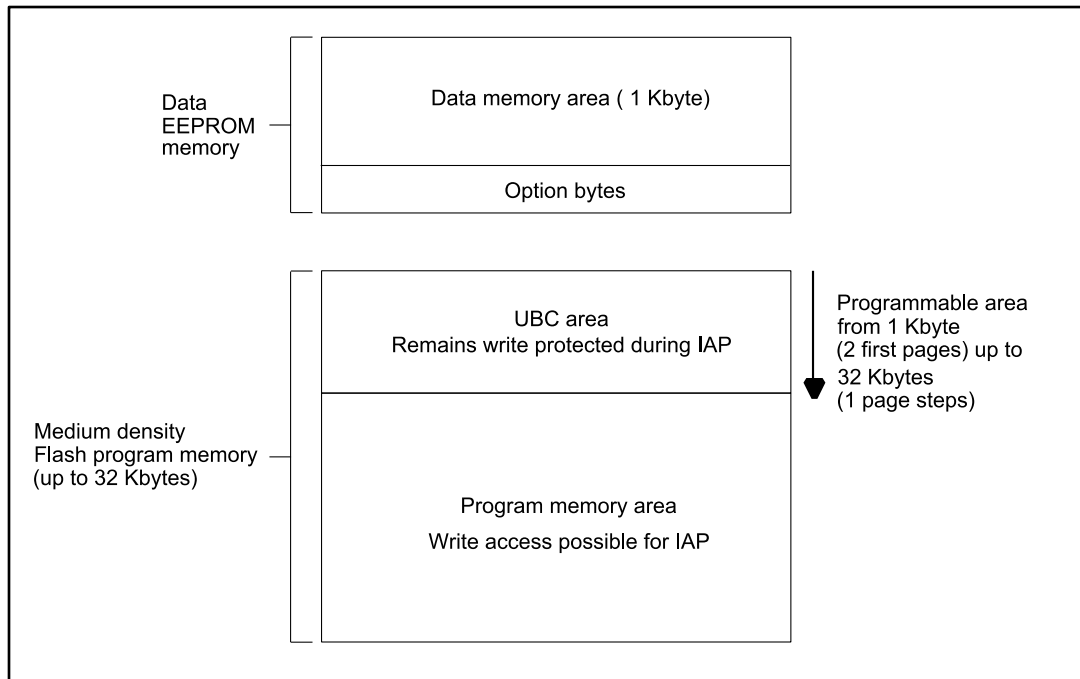 Data memory area ( 1 Kbyte)
Data
EEPROM
memory
Option bytes
UBC area
Remains write protected during IAP
Programmable area
from 1 Kbyte
(2 first pages) up to
32 Kbytes
(1 page steps)
Medium density
Flash program memory
(up to 32 Kbytes)
Program memory area
Write access possible for IAP